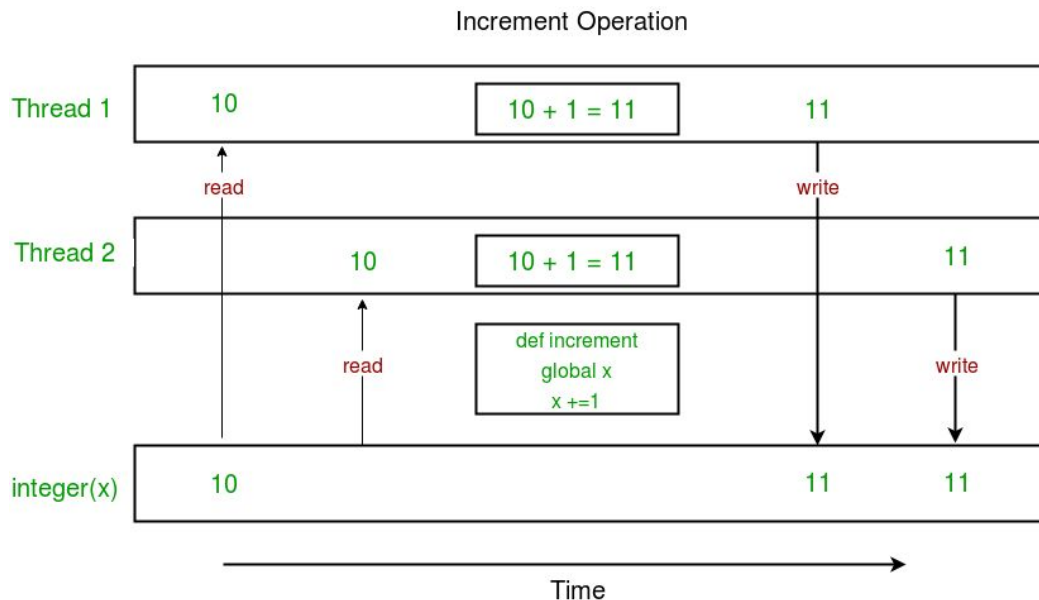 Increment Operation
Thread 1
10
10 + 1 = 11
11
read
write
Thread 2
10
10 + 1 = 11
11
read
def increment
global x
x +=1
write
integer(x)
10
11
11
Time